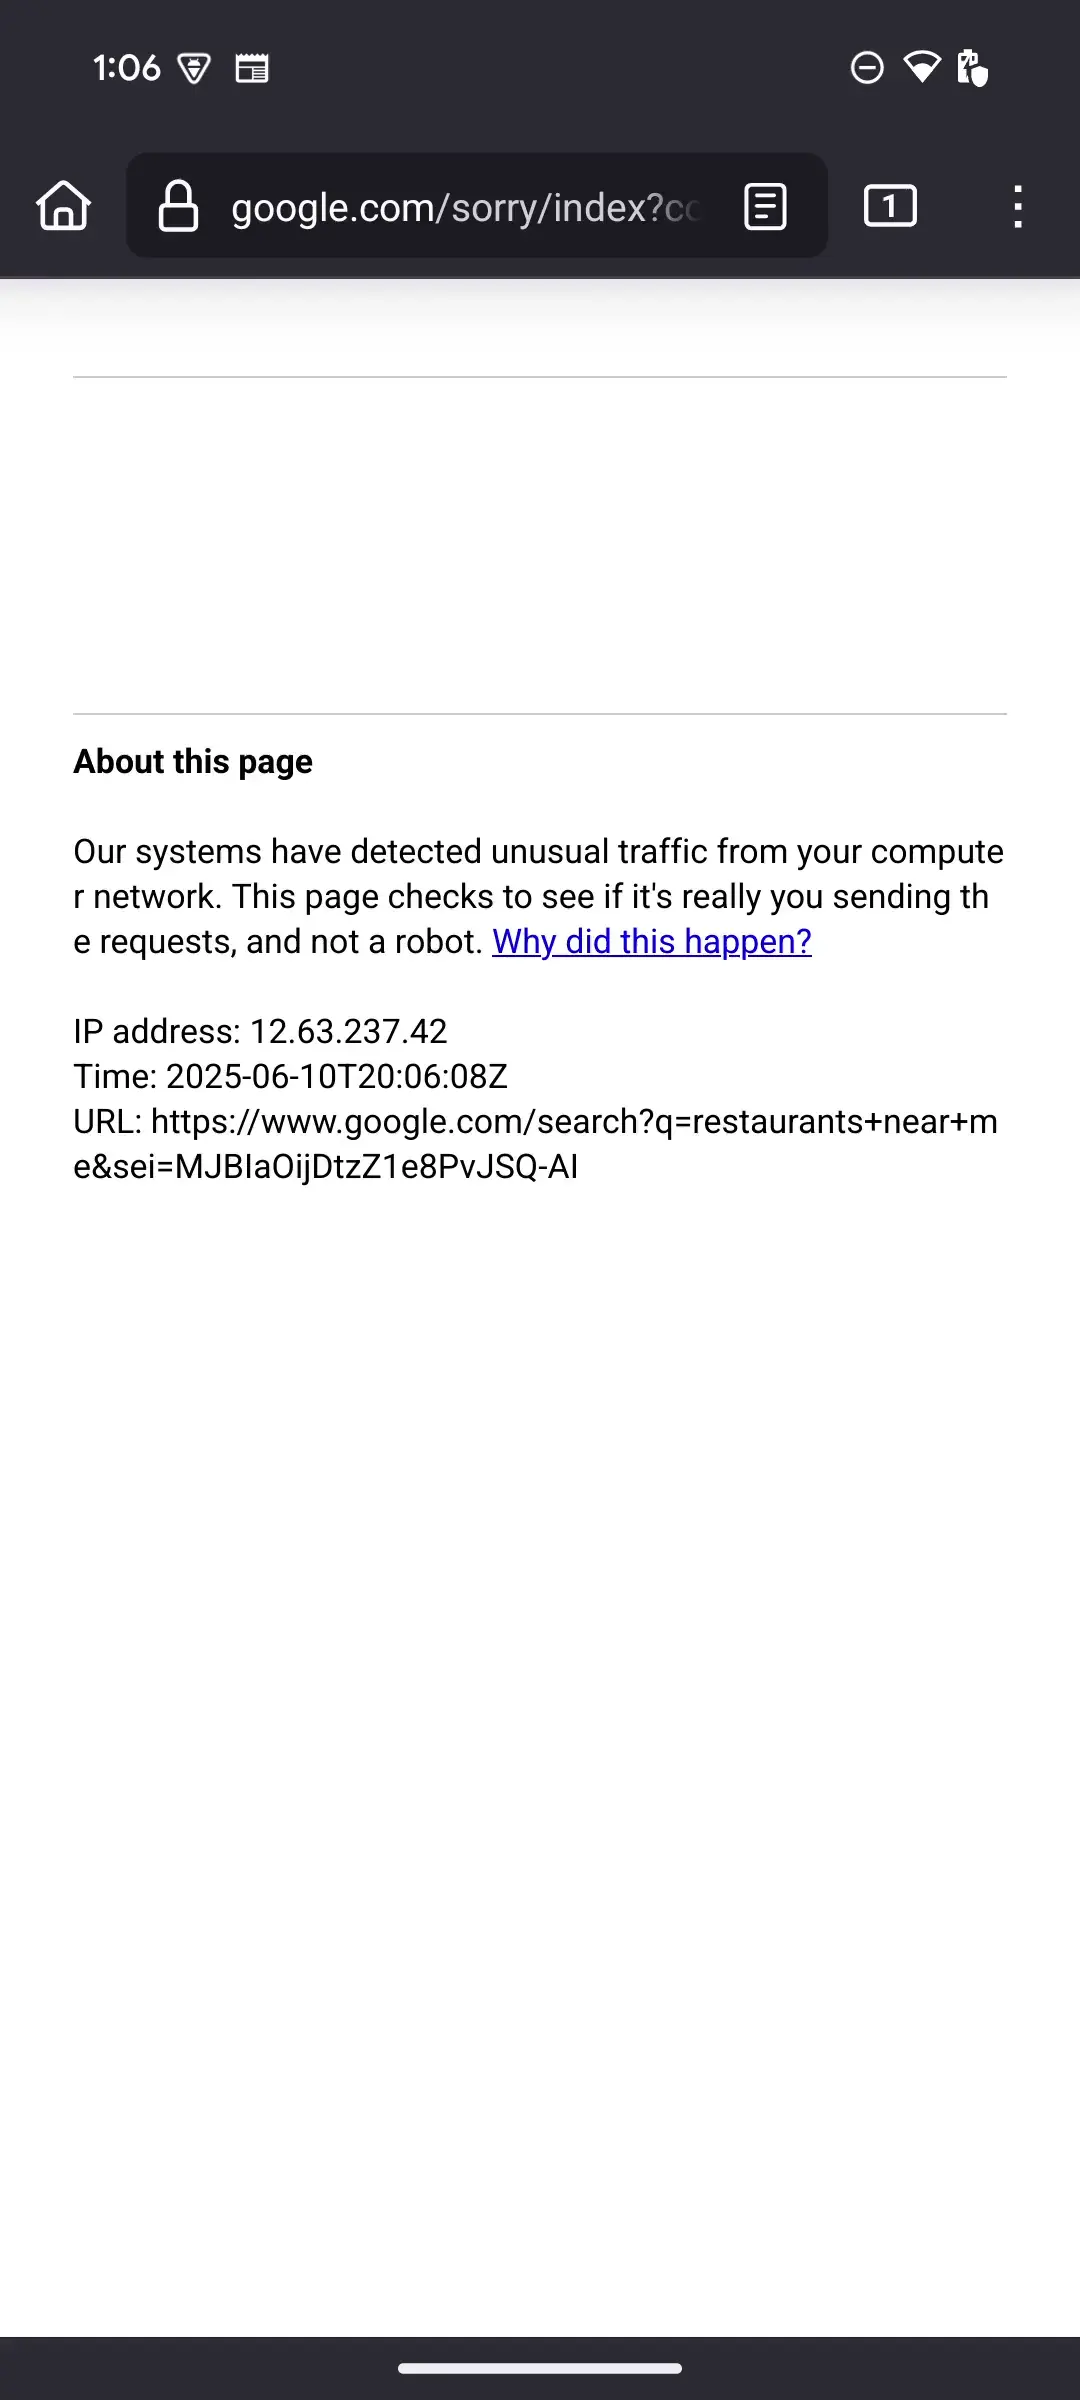 1:06
google.com/sorry/index?cc
1
About this page
Our systems have detected unusual traffic from your compute
r network. This page checks to see if it's really you sending th
e requests, and not a robot. Why did this happen?
IP address: 12.63.237.42
Time: 2025-06-10T20:06:08Z
URL: https://www.google.com/search?q=restaurants+near+m
e&sei=MJBIaOijDtzZ1e8PvJSQ-AI